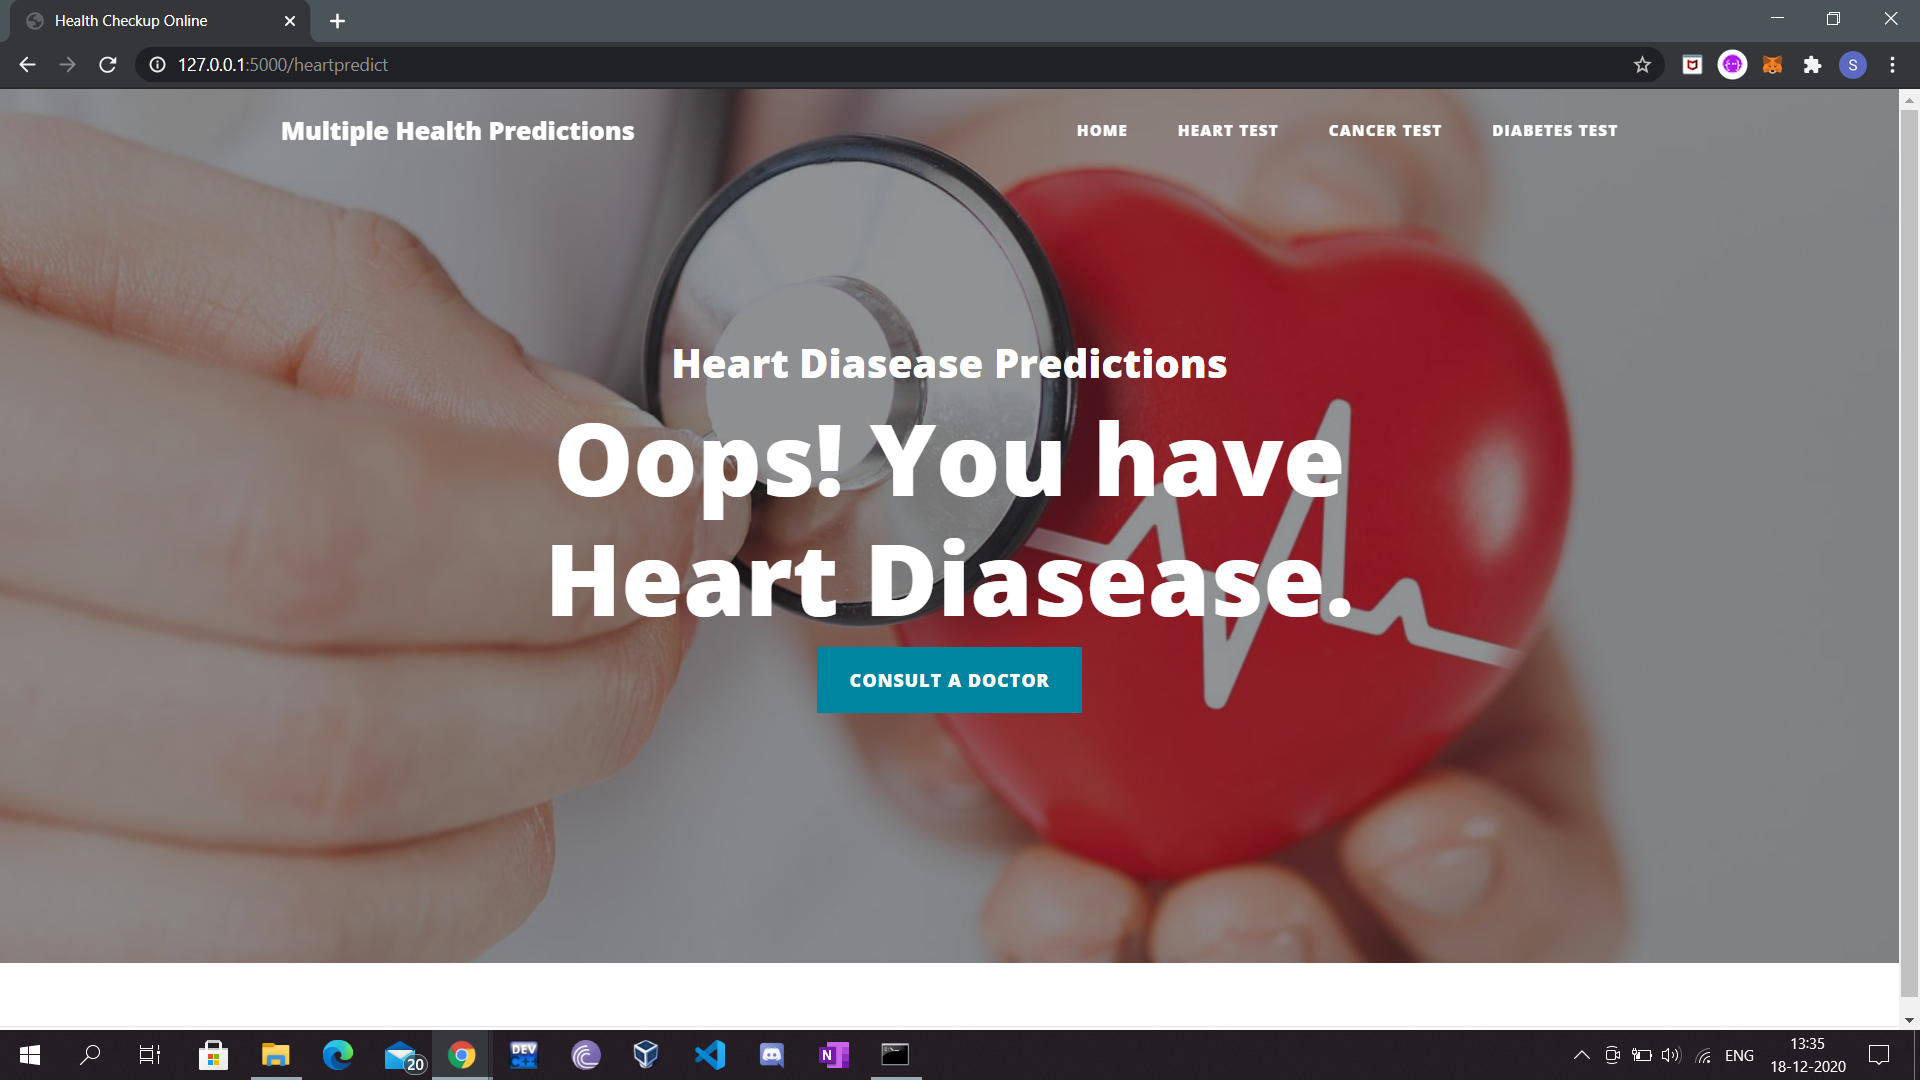 Health Checkup Online
127.0.0.1:5000/heartpredict
S
Multiple Health Predictions
HOME
HEART TEST
CANCER TEST
DIABETES TEST
Heart Diasease Predictions
Oops! You have
Heart Diasease.
CONSULT A DOCTOR
20
DEV
C++
N
ENG
13:35
18-12-2020